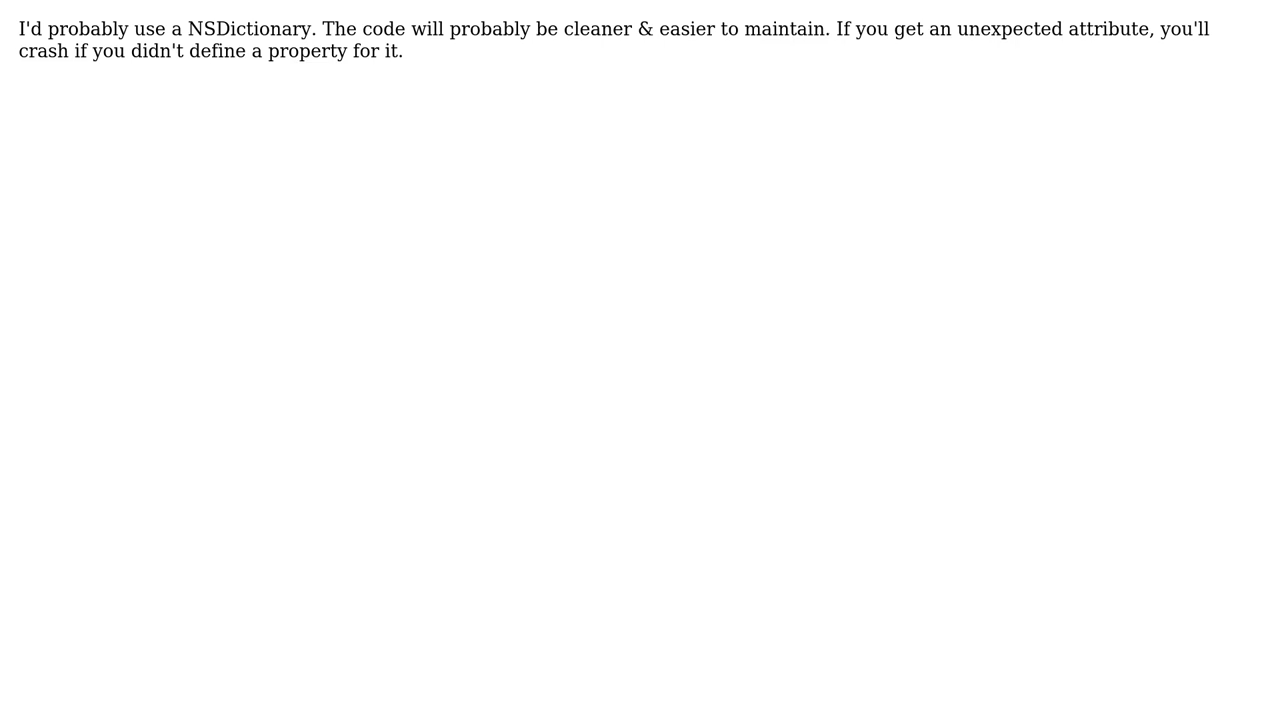 I'd probably use a NSDictionary. The code will probably be cleaner & easier to maintain. If you get an unexpected attribute, you'll
crash if you didn't define a property for it.